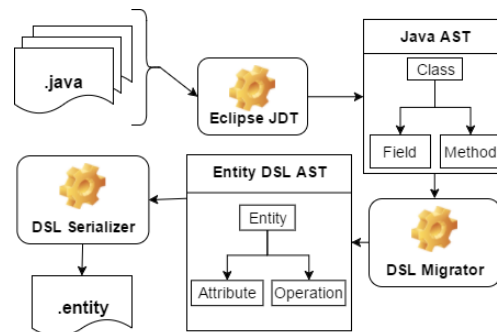 .java
Eclipse JDT
Java AST
Class
Field
Method
DSL Migrator
Entity DSL AST
Entity
Attribute
Operation
DSL Serializer
.entity